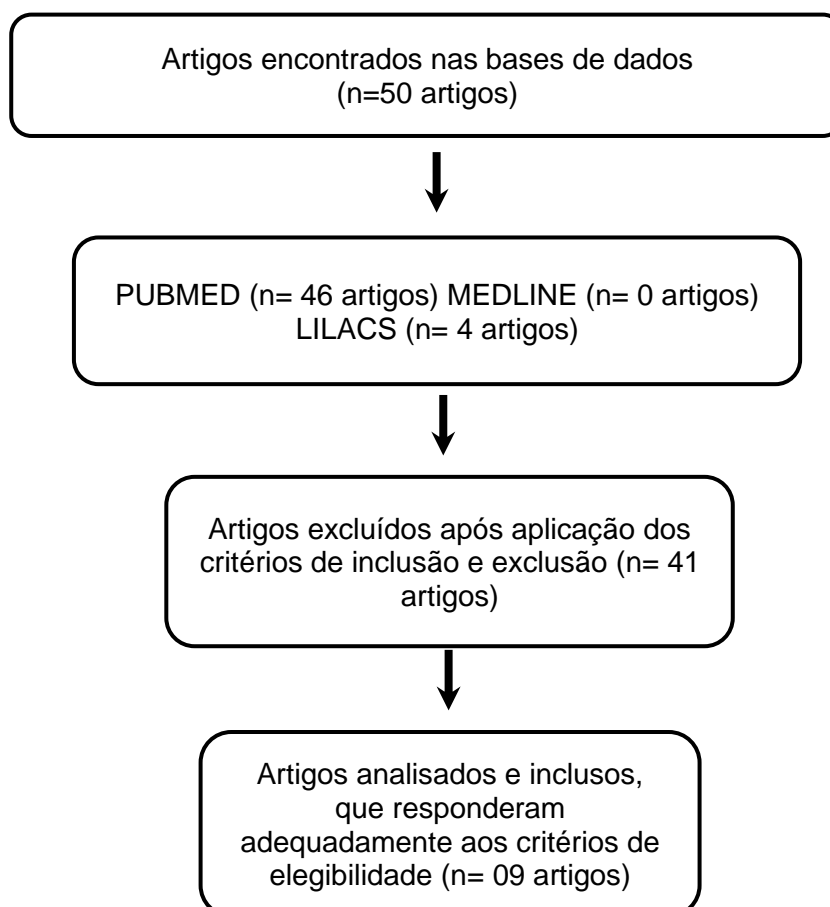 Artigos encontrados nas bases de dados
(n=50 artigos)
PUBMED (n= 46 artigos) MEDLINE (n= 0 artigos)
LILACS (n= 4 artigos)
Artigos excluídos após aplicação dos
critérios de inclusão e exclusão (n= 41
artigos)
Artigos analisados e inclusos,
que responderam
adequadamente aos critérios de
elegibilidade (n= 09 artigos)